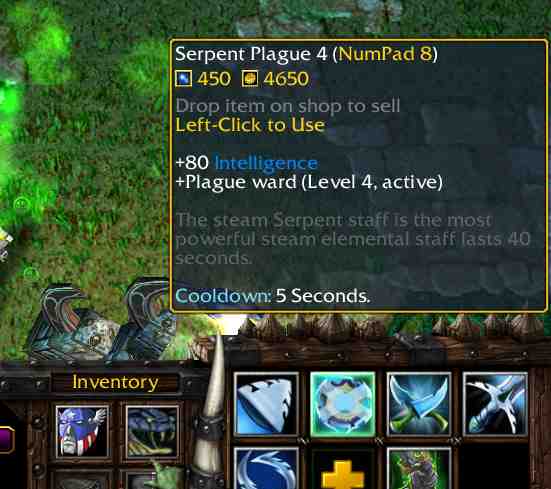 Serpent Plague 4 (NumPad 8)
450 4650
Drop item on shop to sell
Left-Click to Use
+80 Intelligence
+Plague ward (Level 4, active)
The steam Serpent staff is the most
powerful steam elemental staff lasts 40
seconds.
Cooldown: 5 Seconds.
Inventory